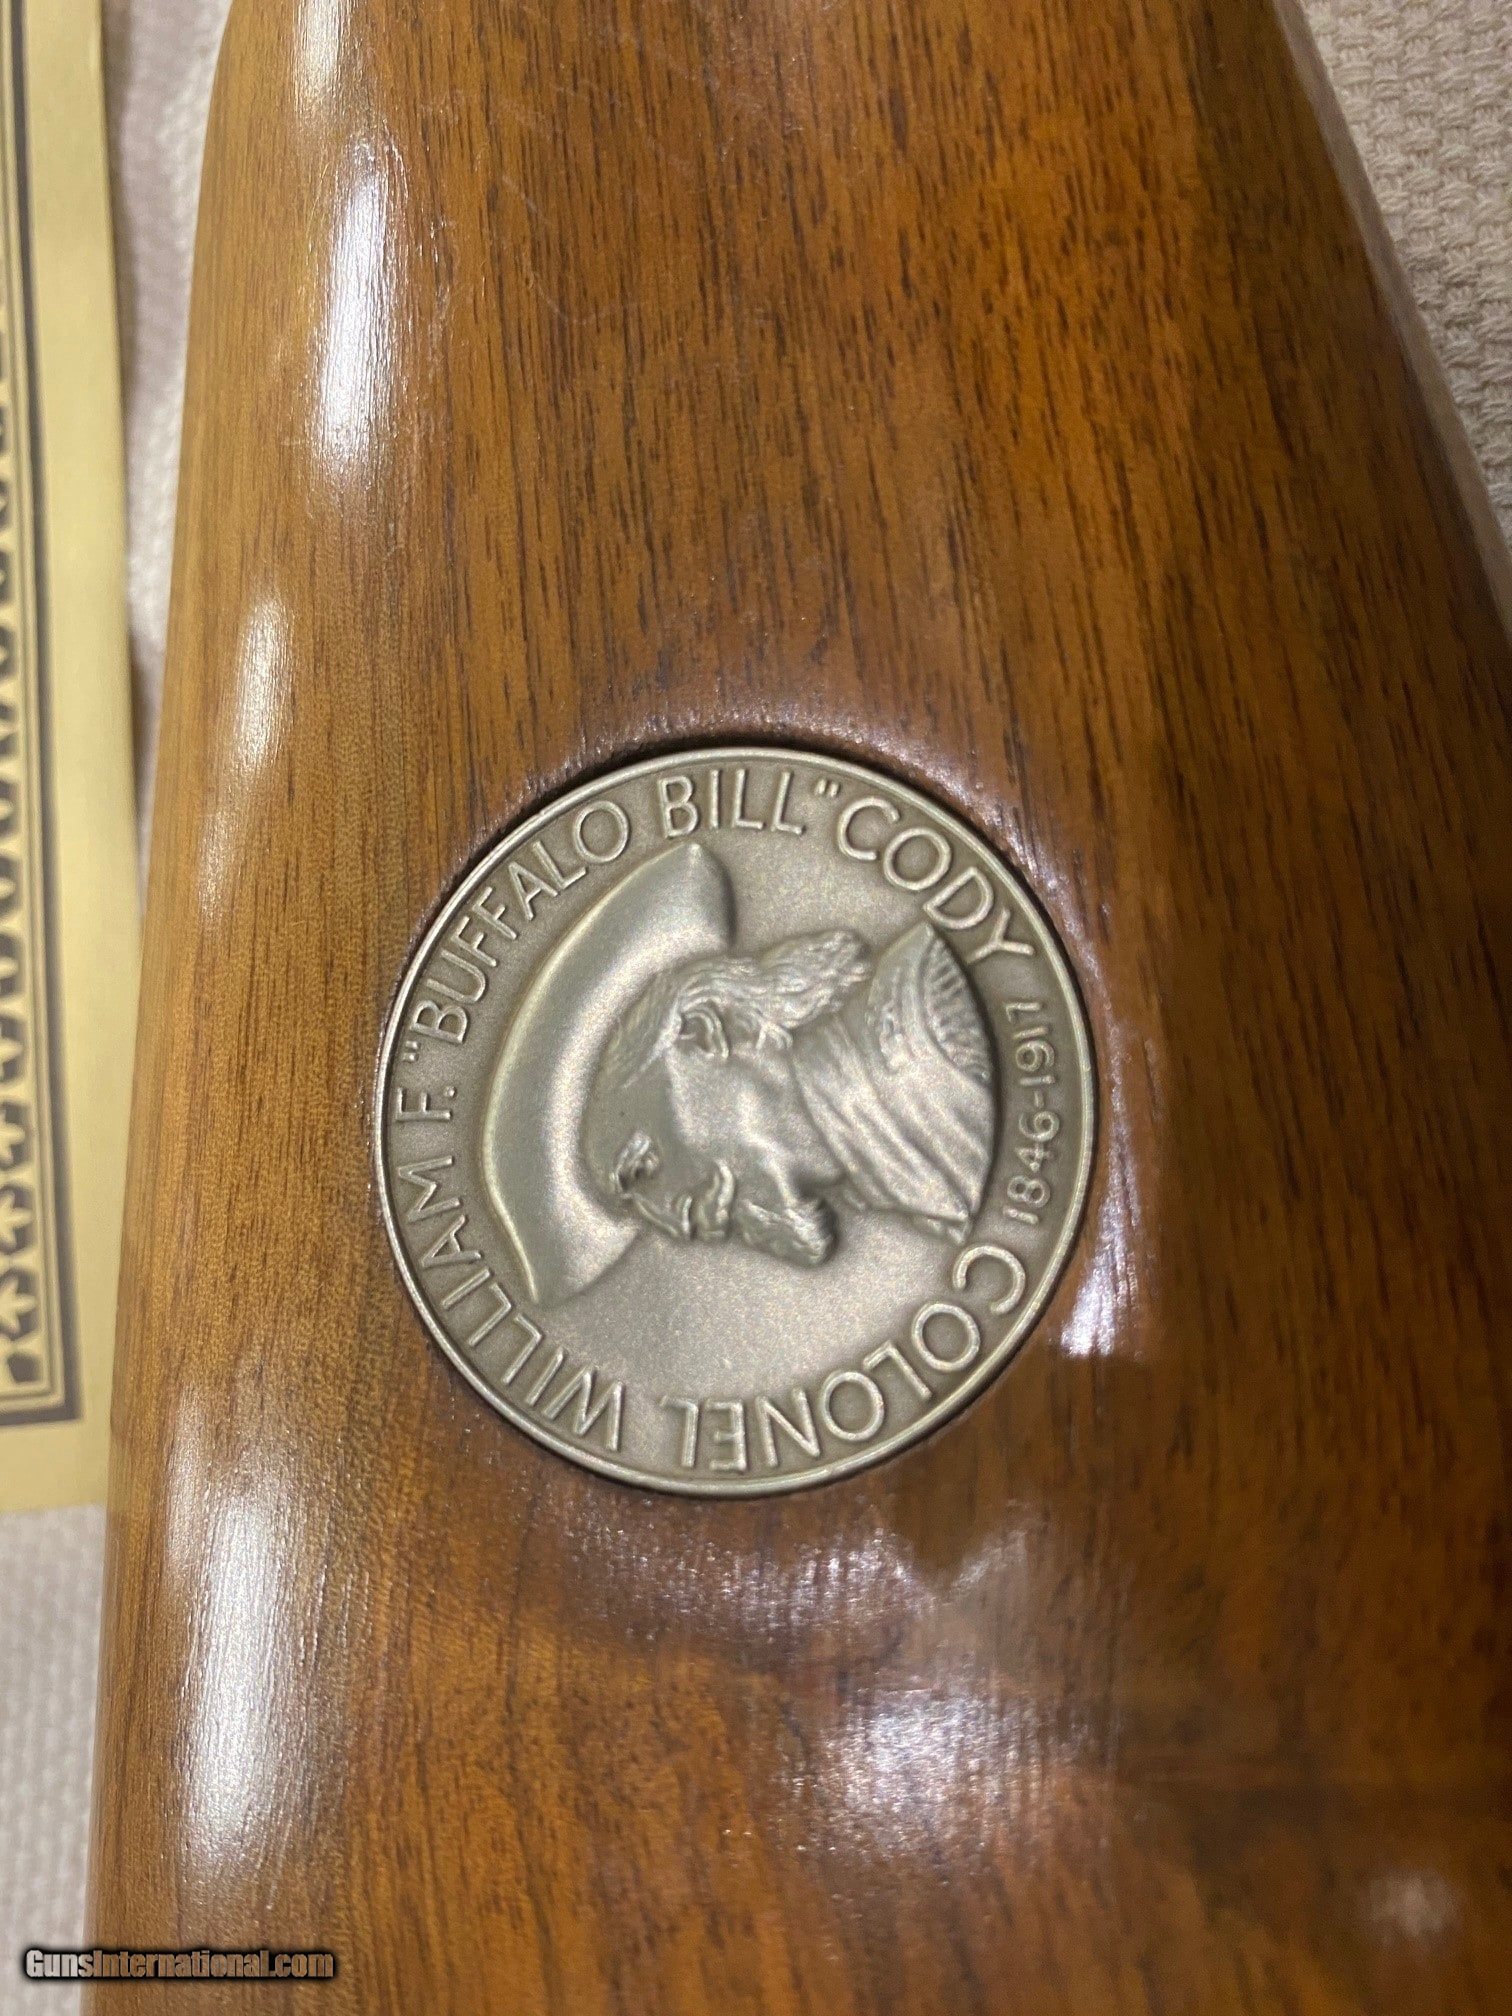 COLONEL WILLIAM F. "BUFFALO BILL" CODY
1846-1917
GunsInternational.com